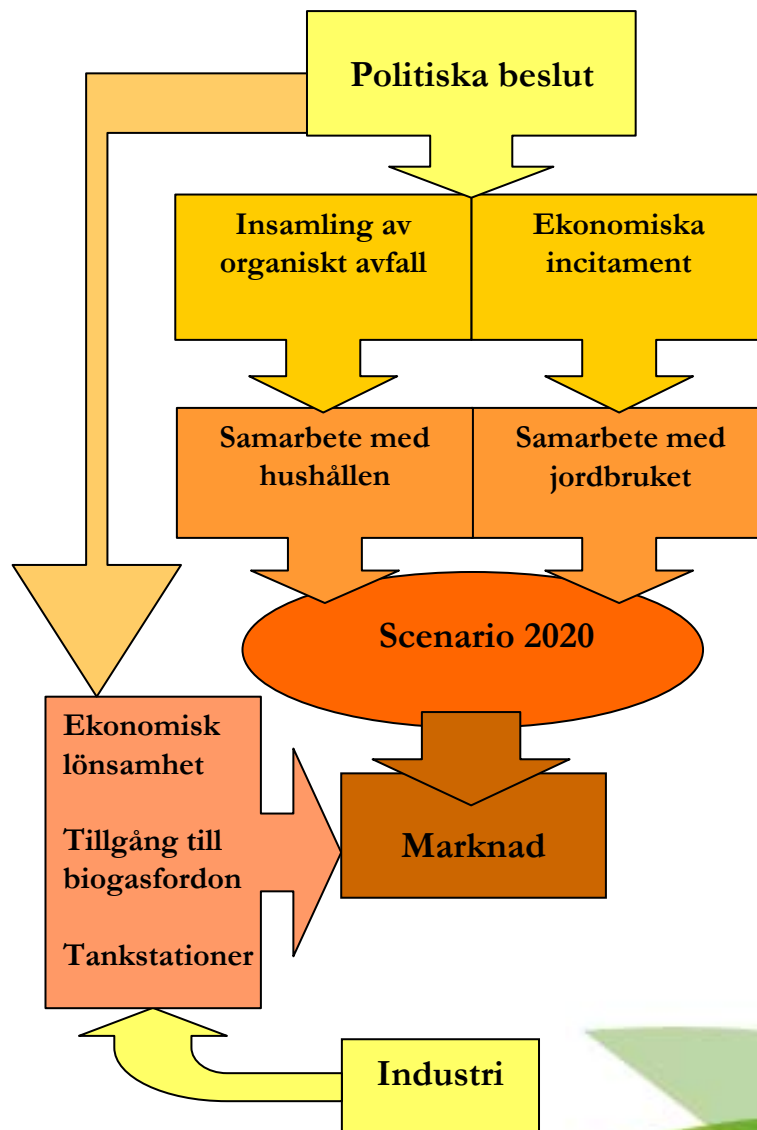 Politiska beslut
Insamling av
organiskt avfall
Ekonomiska
incitament
Samarbete med
hushållen
Samarbete med
jordbruket
Scenario 2020
Ekonomisk
lönsamhet
Tillgång till
biogasfordon
Tankstationer
Marknad
Industri